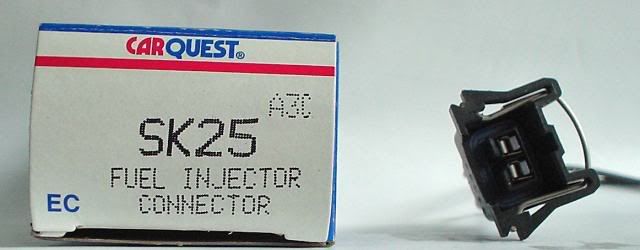 CARQUEST®
A3C
SK25
FUEL INJECTOR
EC
CONNECTOR